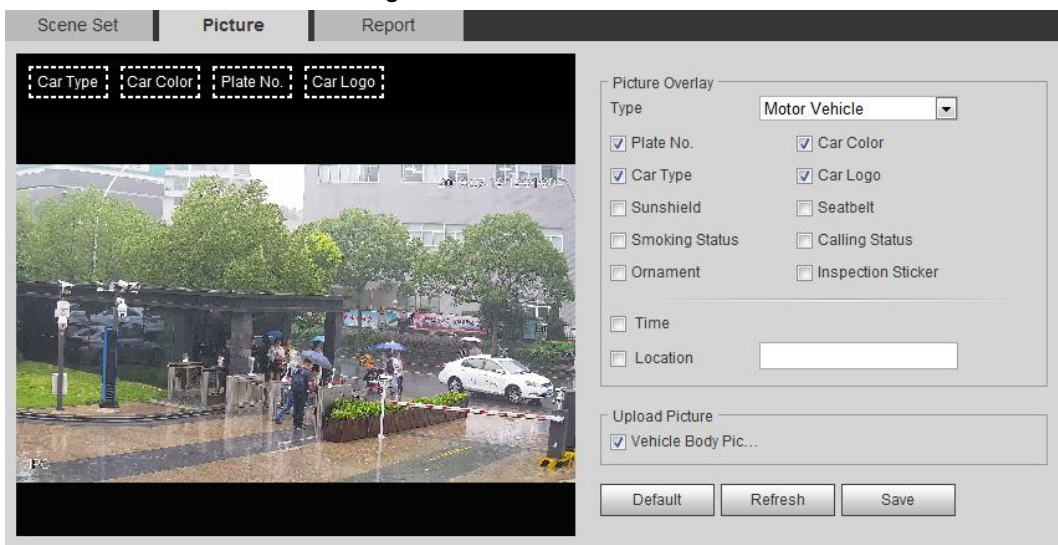 Scene Set Picture Report
Car Type Car Color Plate No. Car Logo
Picture Overlay
Type Motor Vehicle
Plate No. Car Color
Car Type Car Logo
Sunshield Seatbelt
Smoking Status Calling Status
Ornament Inspection Sticker
Time
Location
IPC
Upload Picture
Vehicle Body Pic...
Default Refresh Save